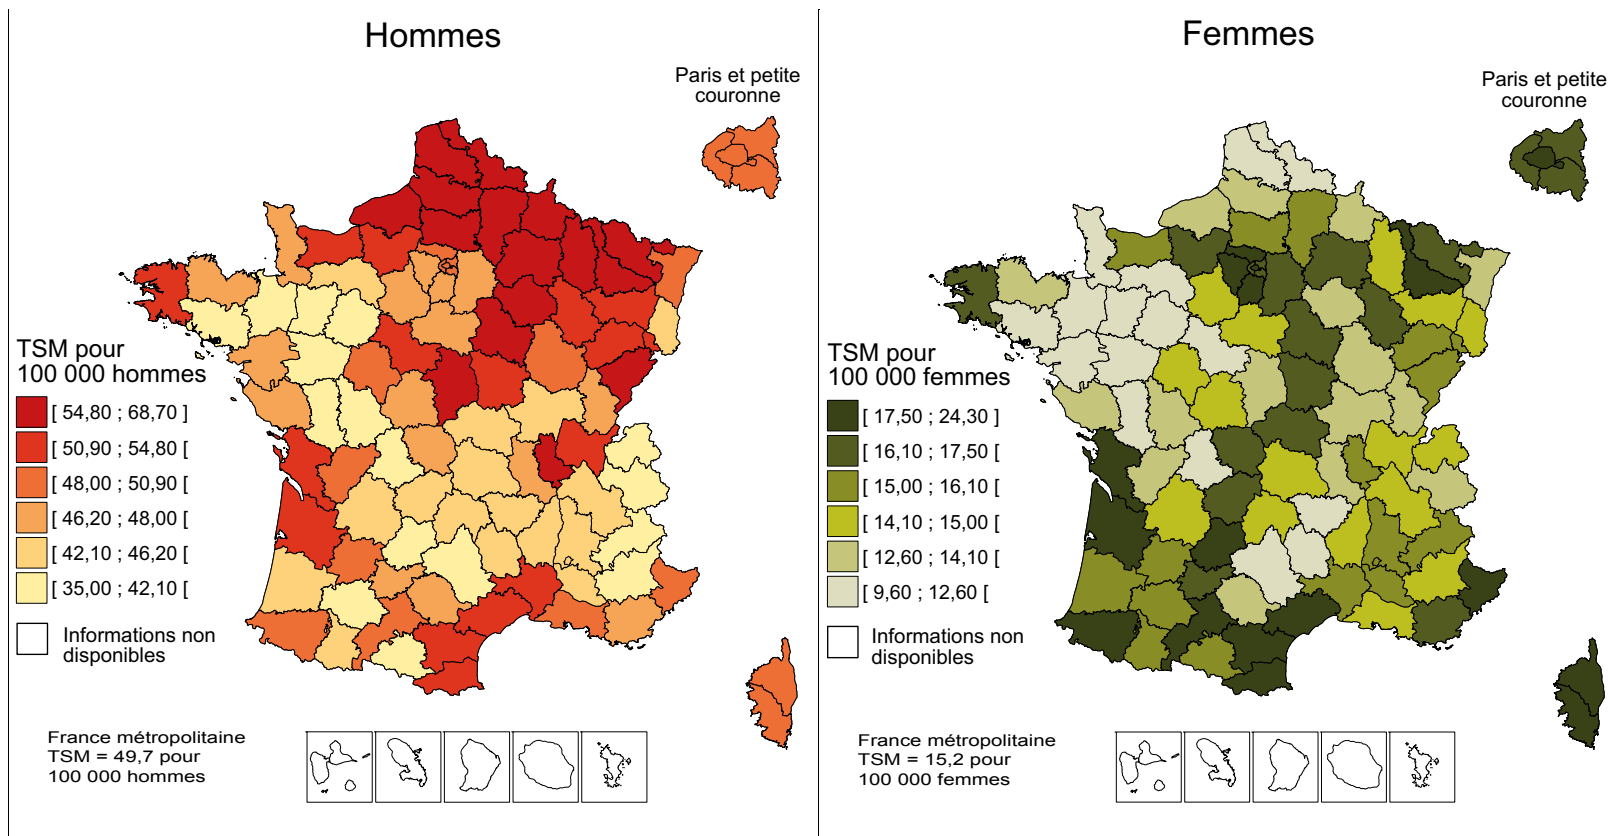 Hommes
Paris et petite
couronne
TSM pour
100 000 hommes
[ 54,80 ; 68,70 ]
[ 50,90 ; 54,80 [
[ 48,00 ; 50,90 [
[ 46,20 ; 48,00 [
[ 42,10 ; 46,20 [
[ 35,00 ; 42,10 [
Informations non
disponibles
France métropolitaine
TSM = 49,7 pour
100 000 hommes
Femmes
Paris et petite
couronne
TSM pour
100 000 femmes
[ 17,50 ; 24,30 ]
[ 16,10 ; 17,50 [
[ 15,00 ; 16,10 [
[ 14,10 ; 15,00 [
[ 12,60 ; 14,10 [
[ 9,60 ; 12,60 [
Informations non
disponibles
France métropolitaine
TSM = 15,2 pour
100 000 femmes